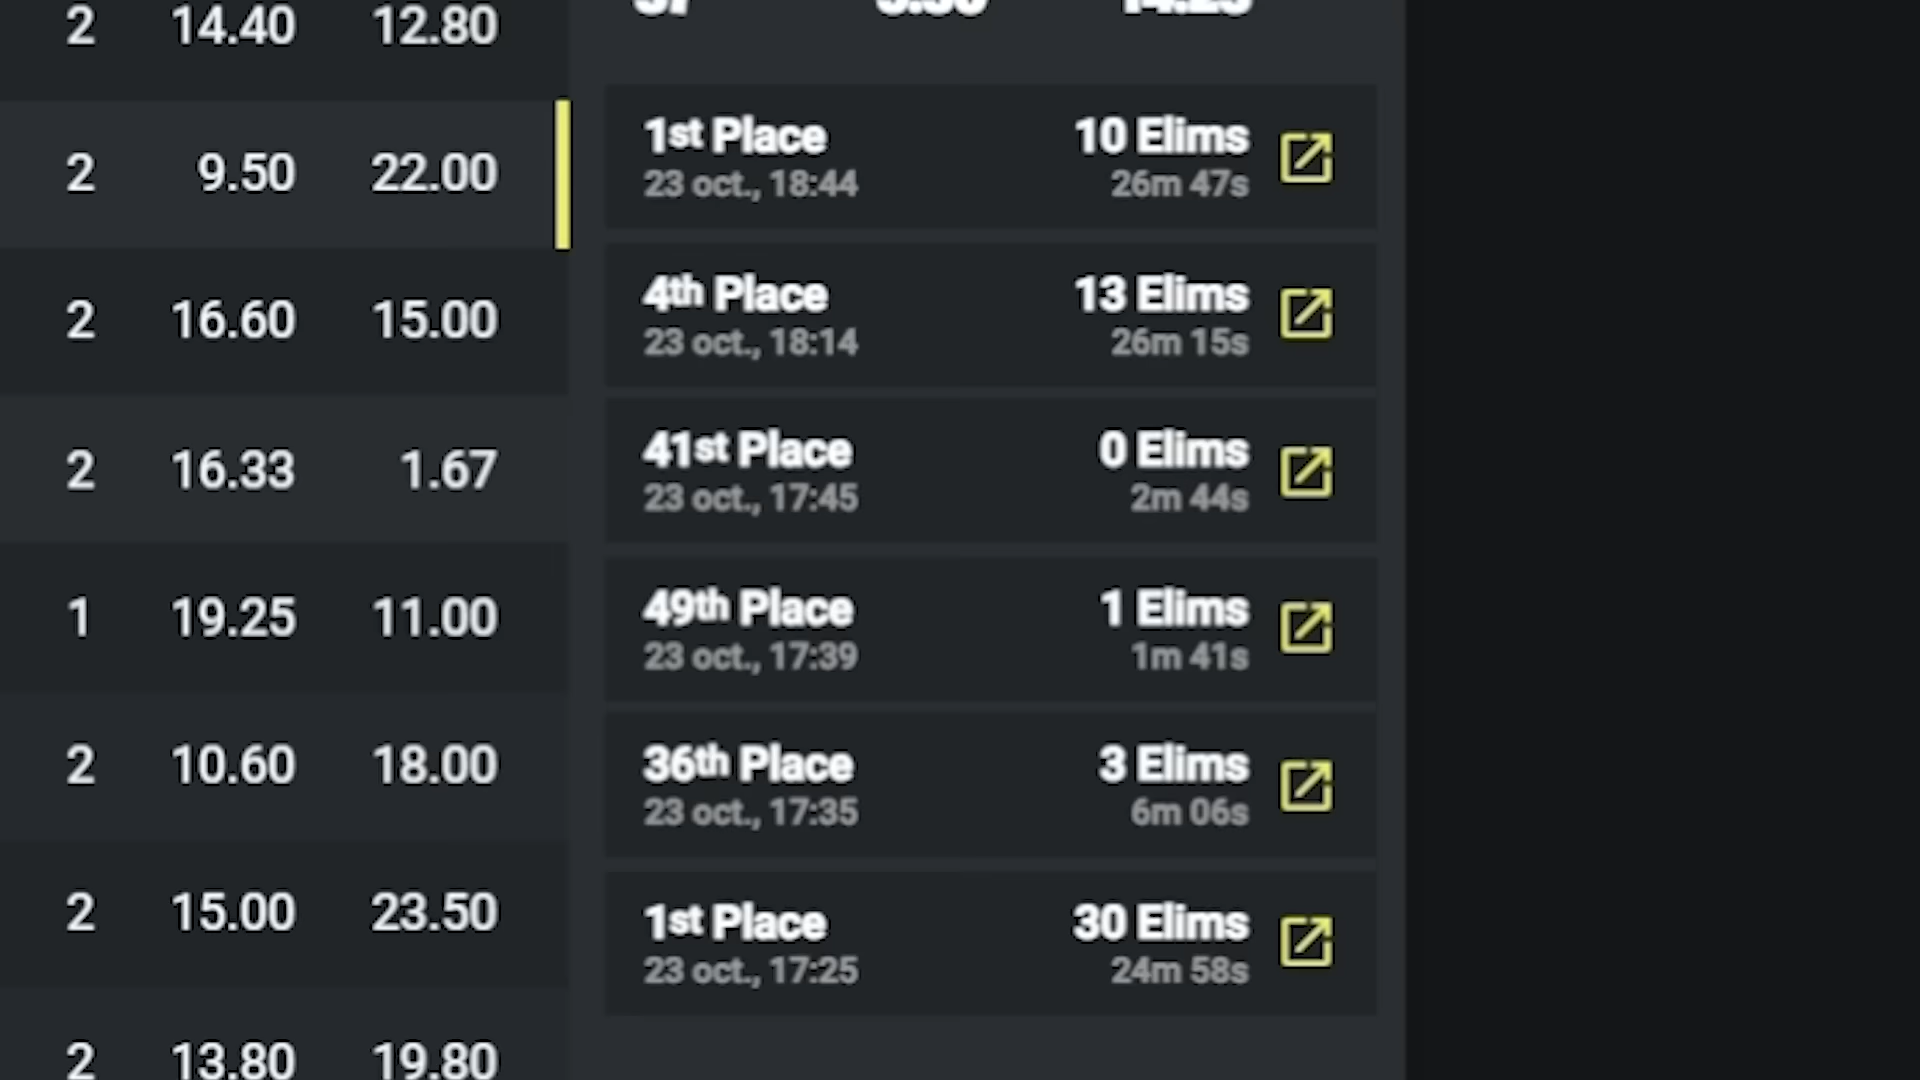 2 14.40 12.80
2 9.50 22.00
2 16.60 15.00
2 16.33 1.67
1 19.25 11.00
2 10.60 18.00
2 15.00 23.50
2 13.80 19.80
1st Place 10 Elims
23 oct., 18:44 26m 47s
4th Place 13 Elims
23 oct., 18:14 26m 15s
41st Place 0 Elims
23 oct., 17:45 2m 44s
49th Place 1 Elims
23 oct., 17:39 1m 41s
36th Place 3 Elims
23 oct., 17:35 6m 06s
1st Place 30 Elims
23 oct., 17:25 24m 58s